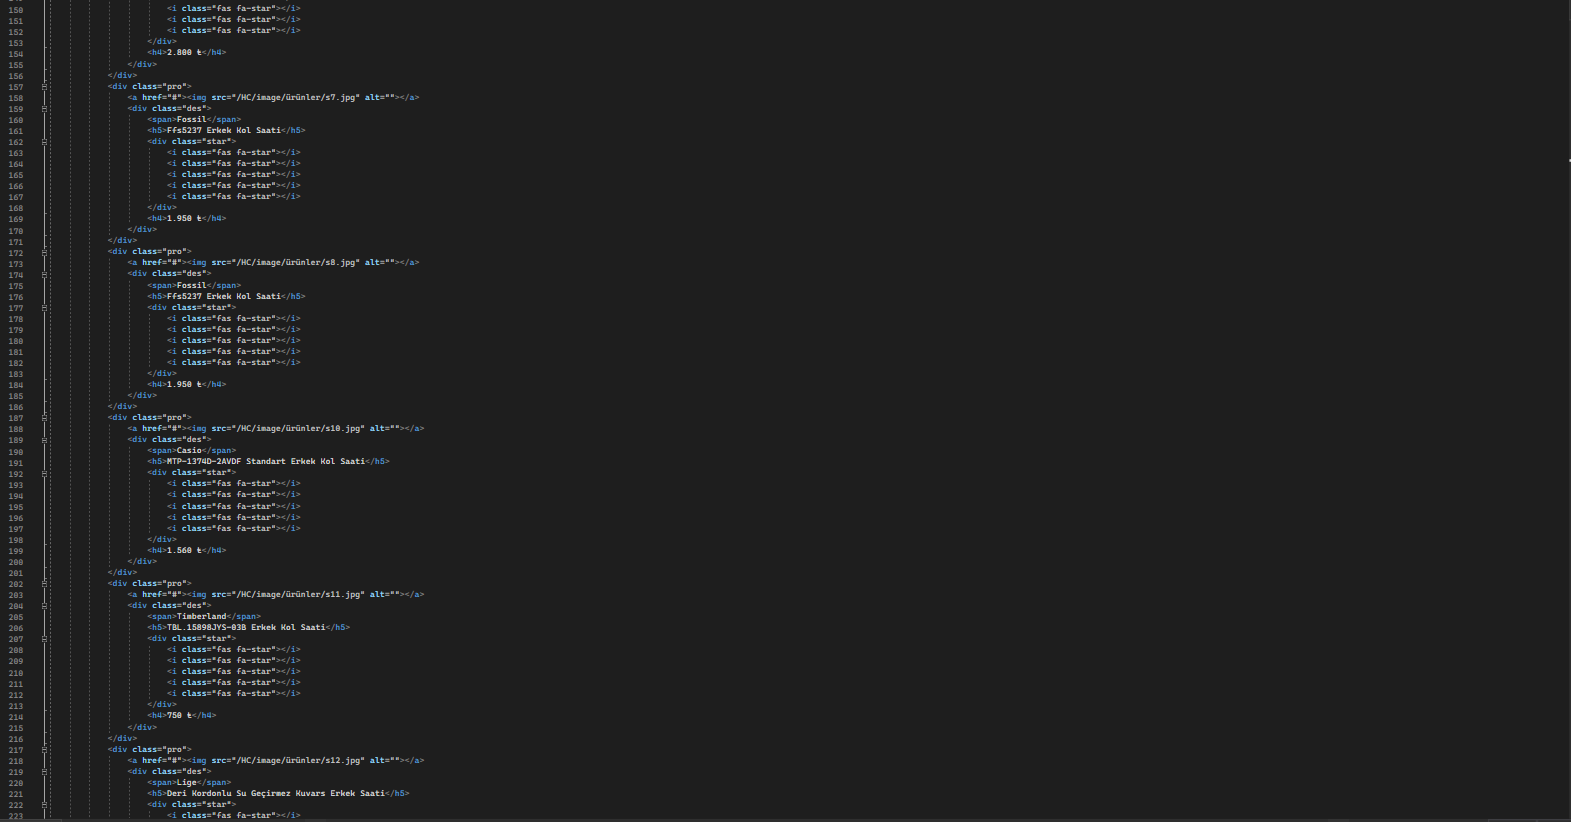 150 <i class="fas fa-star"></i>
151 <i class="fas fa-star"></i>
152 <i class="fas fa-star"></i>
153 </div>
154 <h4>2.800 ₺</h4>
155 </div>
156 </div>
157 <div class="pro">
158 <a href="#"><img src="/HC/image/ürünler/s7.jpg" alt=""></a>
159 <div class="des">
160 <span>Fossil</span>
161 <h5>Ffs5237 Erkek Kol Saati</h5>
162 <div class="star">
163 <i class="fas fa-star"></i>
164 <i class="fas fa-star"></i>
165 <i class="fas fa-star"></i>
166 <i class="fas fa-star"></i>
167 <i class="fas fa-star"></i>
168 </div>
169 <h4>1.950 ₺</h4>
170 </div>
171 </div>
172 <div class="pro">
173 <a href="#"><img src="/HC/image/ürünler/s8.jpg" alt=""></a>
174 <div class="des">
175 <span>Fossil</span>
176 <h5>Ffs5237 Erkek Kol Saati</h5>
177 <div class="star">
178 <i class="fas fa-star"></i>
179 <i class="fas fa-star"></i>
180 <i class="fas fa-star"></i>
181 <i class="fas fa-star"></i>
182 <i class="fas fa-star"></i>
183 </div>
184 <h4>1.950 ₺</h4>
185 </div>
186 </div>
187 <div class="pro">
188 <a href="#"><img src="/HC/image/ürünler/s10.jpg" alt=""></a>
189 <div class="des">
190 <span>Casio</span>
191 <h5>MTP-1374D-2AVDF Standart Erkek Kol Saati</h5>
192 <div class="star">
193 <i class="fas fa-star"></i>
194 <i class="fas fa-star"></i>
195 <i class="fas fa-star"></i>
196 <i class="fas fa-star"></i>
197 <i class="fas fa-star"></i>
198 </div>
199 <h4>1.560 ₺</h4>
200 </div>
201 </div>
202 <div class="pro">
203 <a href="#"><img src="/HC/image/ürünler/s11.jpg" alt=""></a>
204 <div class="des">
205 <span>Timberland</span>
206 <h5>TBL.15898JYS-03B Erkek Kol Saati</h5>
207 <div class="star">
208 <i class="fas fa-star"></i>
209 <i class="fas fa-star"></i>
210 <i class="fas fa-star"></i>
211 <i class="fas fa-star"></i>
212 <i class="fas fa-star"></i>
213 </div>
214 <h4>750 ₺</h4>
215 </div>
216 </div>
217 <div class="pro">
218 <a href="#"><img src="/HC/image/ürünler/s12.jpg" alt=""></a>
219 <div class="des">
220 <span>Lige</span>
221 <h5>Deri Kordonlu Su Geçirmez Kuvars Erkek Saati</h5>
222 <div class="star">
223 <i class="fas fa-star"></i>